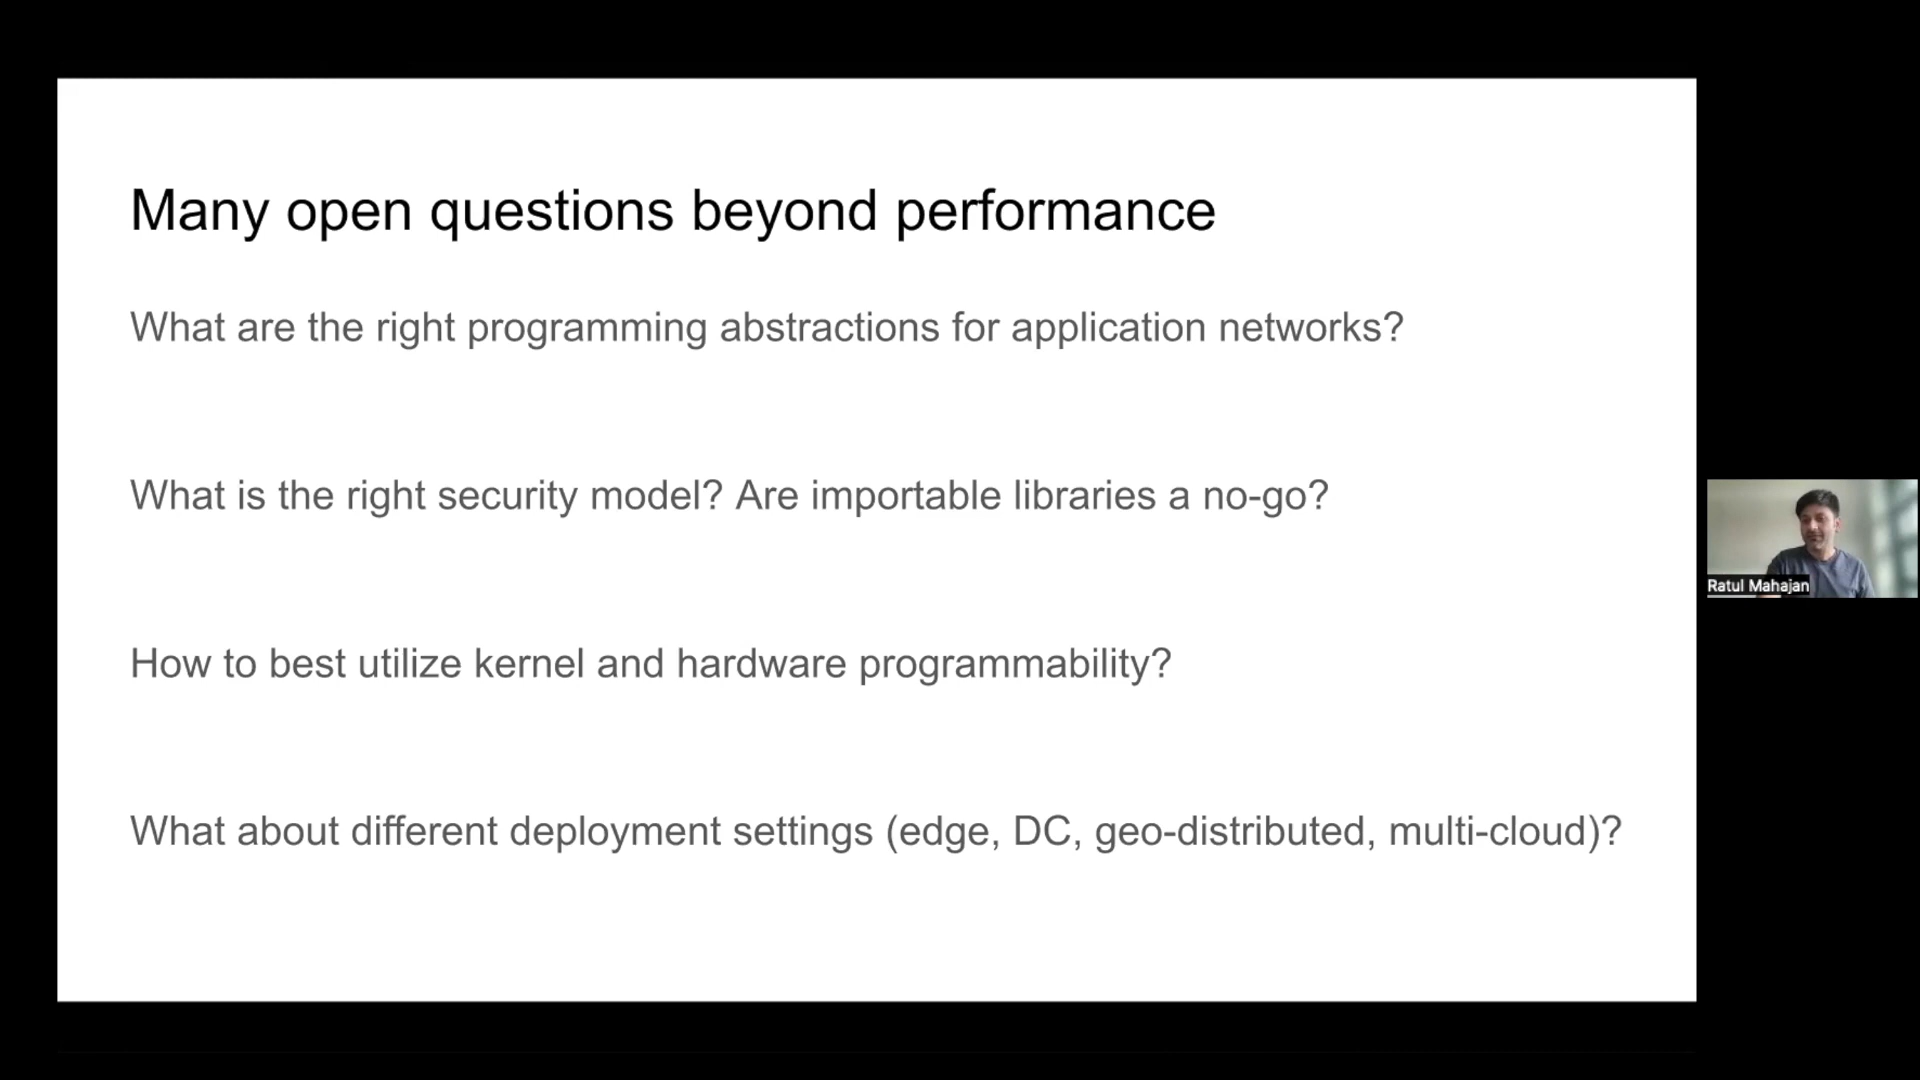 Many open questions beyond performance
What are the right programming abstractions for application networks?
What is the right security model? Are importable libraries a no-go?
How to best utilize kernel and hardware programmability?
What about different deployment settings (edge, DC, geo-distributed, multi-cloud)?
Ratul Mahajan